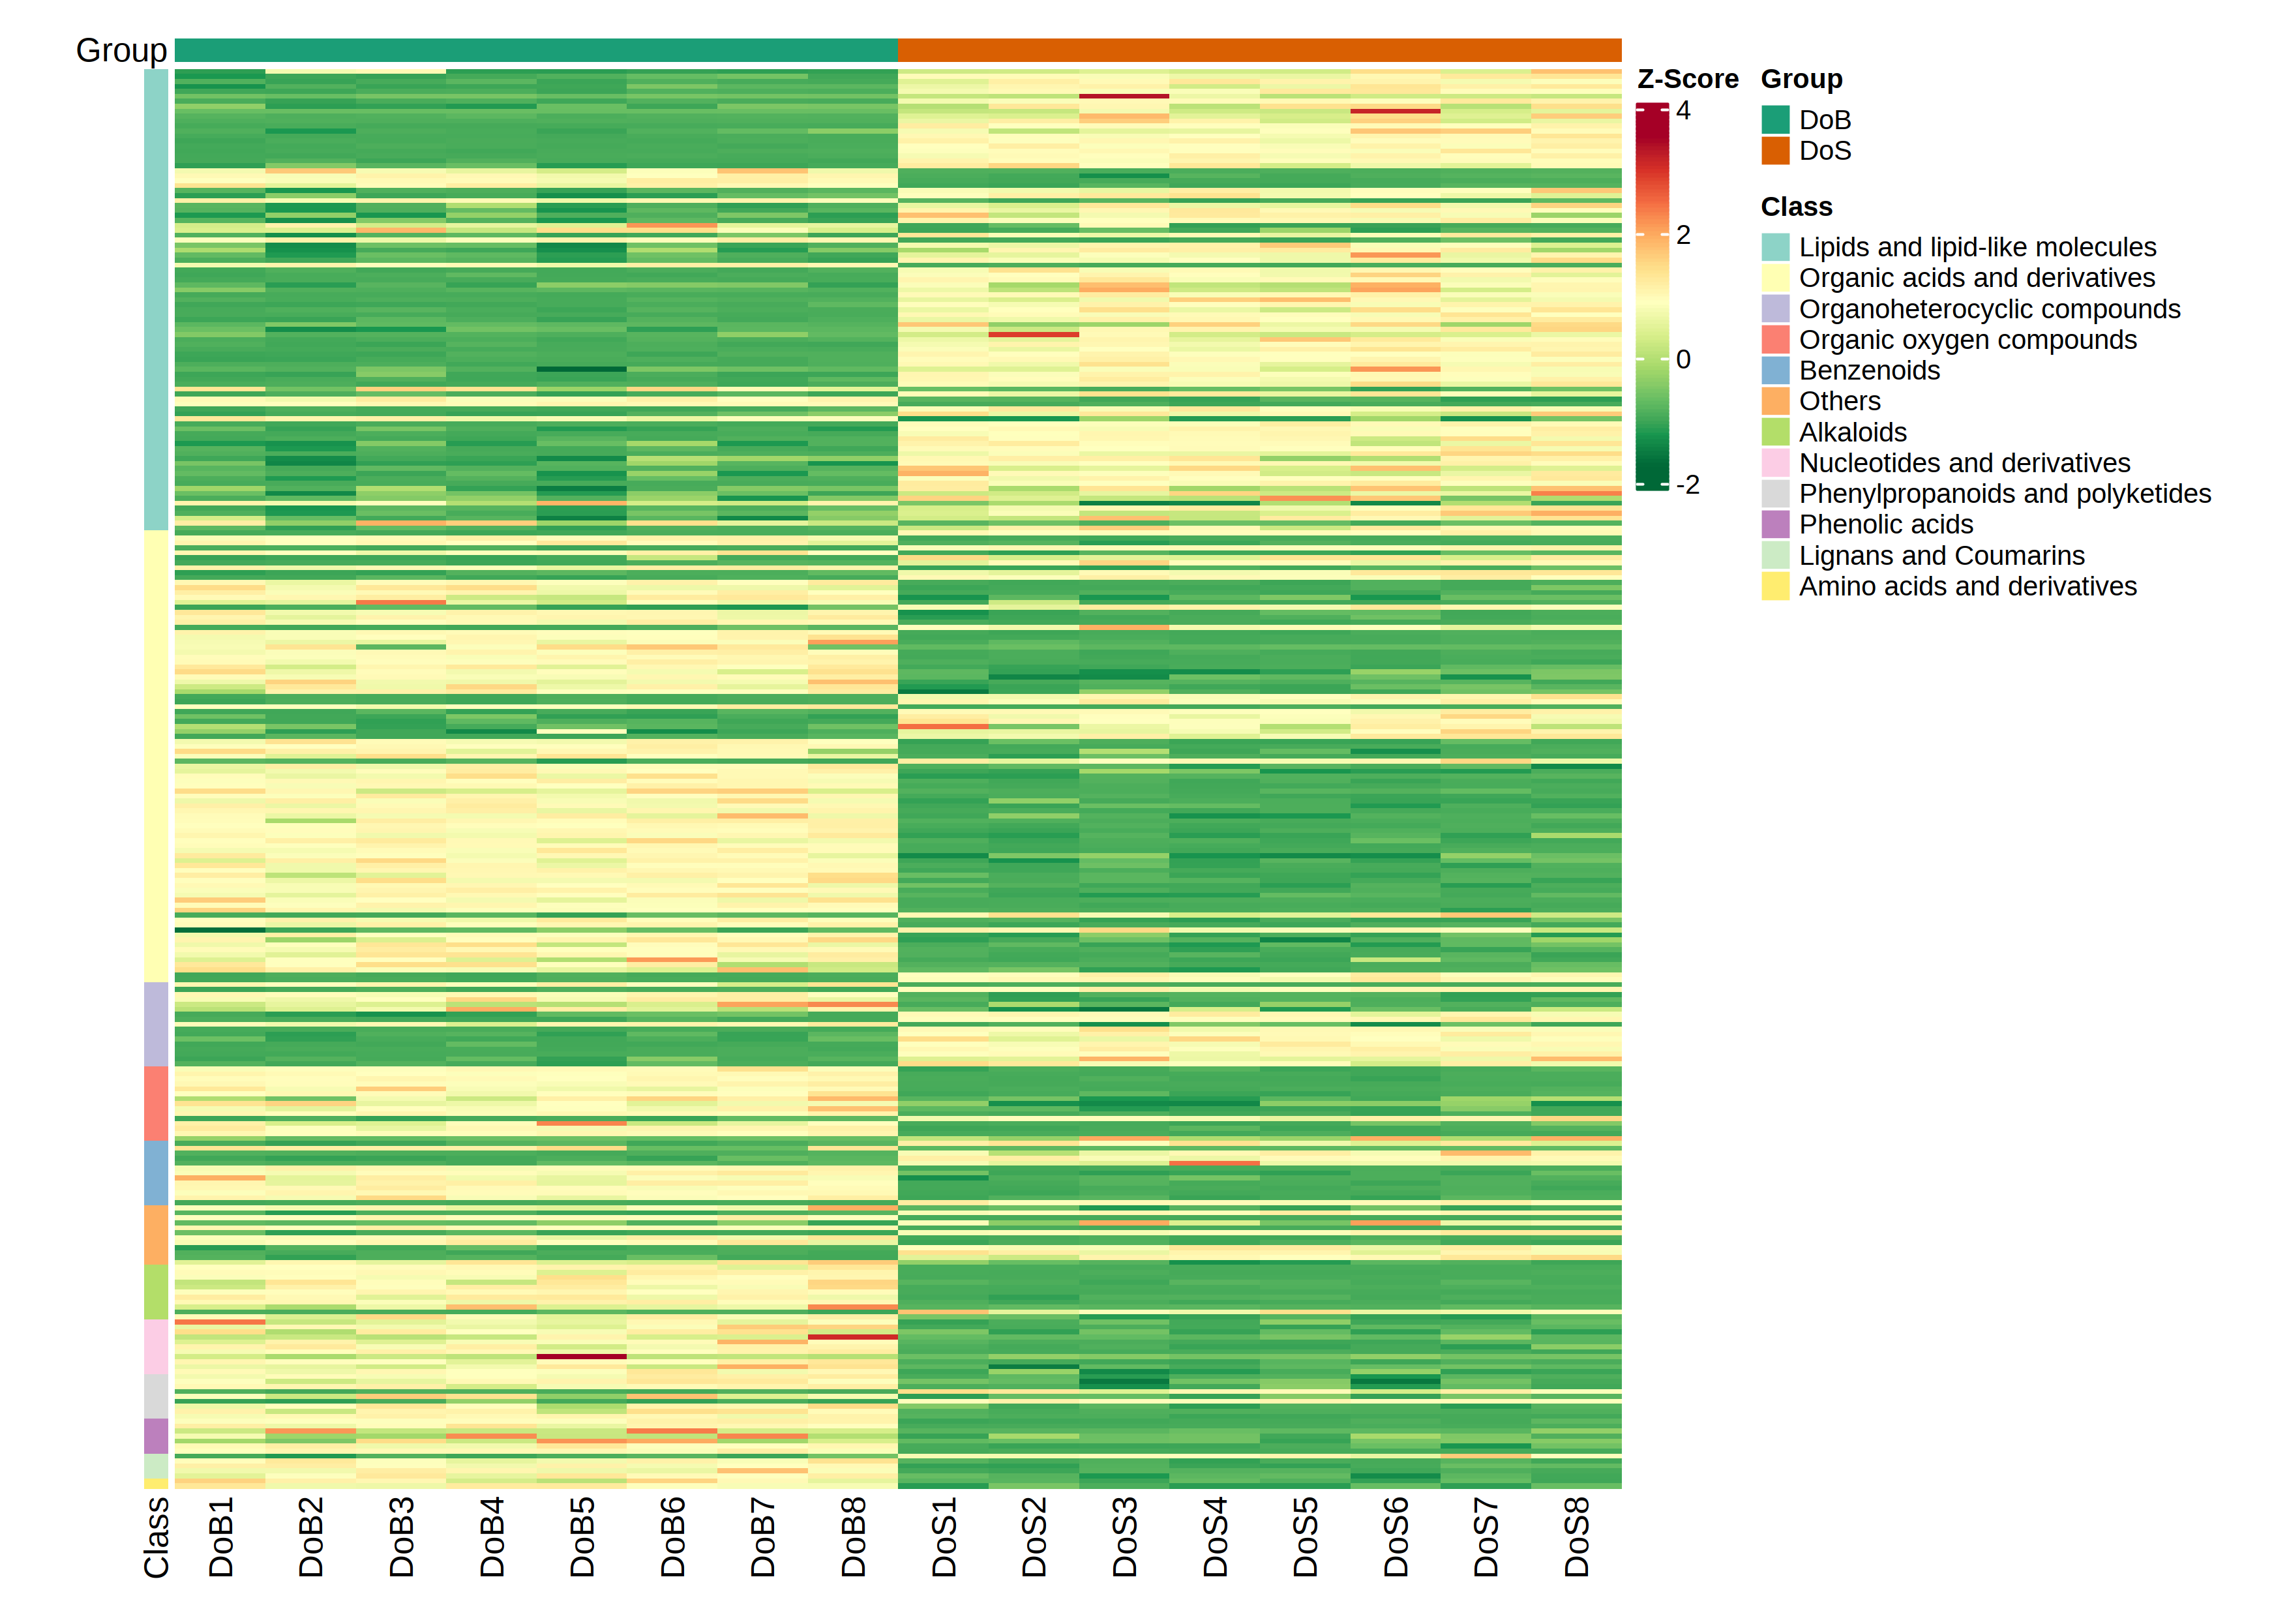 Group
Z-Score
4
2
0
-2
Group
DoB
DoS
Class
Lipids and lipid-like molecules
Organic acids and derivatives
Organoheterocyclic compounds
Organic oxygen compounds
Benzenoids
Others
Alkaloids
Nucleotides and derivatives
Phenylpropanoids and polyketides
Phenolic acids
Lignans and Coumarins
Amino acids and derivatives
Class
DoB1
DoB2
DoB3
DoB4
DoB5
DoB6
DoB7
DoB8
DoS1
DoS2
DoS3
DoS4
DoS5
DoS6
DoS7
DoS8